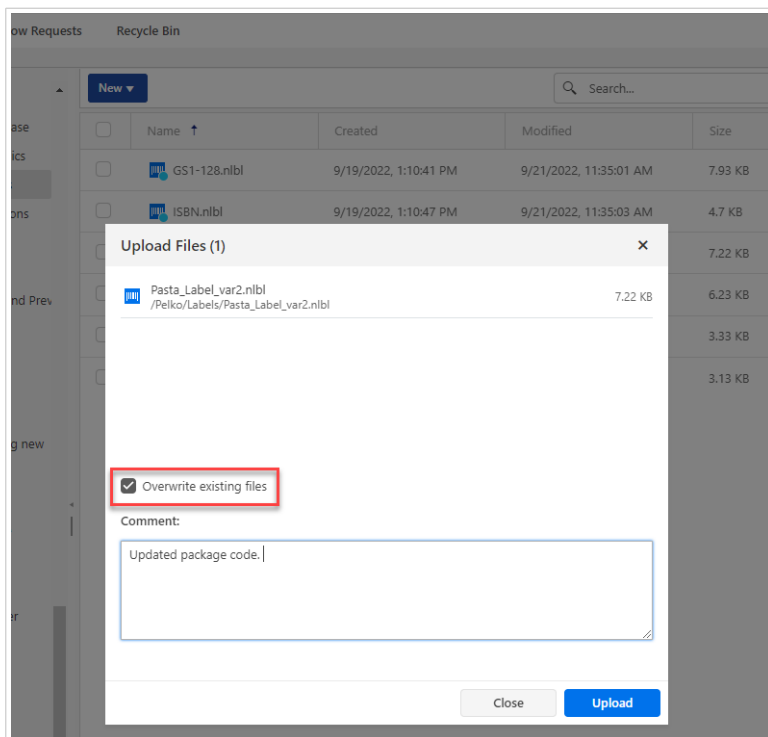 ow Requests Recycle Bin
New Search...
ase
Name Created Modified Size
ics
GS1-128.nlbl 9/19/2022, 1:10:41 PM 9/21/2022, 11:35:01 AM 7.93 KB
ons
ISBN.nlbl 9/19/2022, 1:10:47 PM 9/21/2022, 11:35:03 AM 4.7 KB
Upload Files (1)
7.22 KB
Pasta_Label_var2.nlbl
/Pelko/Labels/Pasta_Label_var2.nlbl
7.22 KB
nd Prev
6.23 KB
3.33 KB
3.13 KB
g new
Overwrite existing files
Comment:
Updated package code.
er
Close Upload